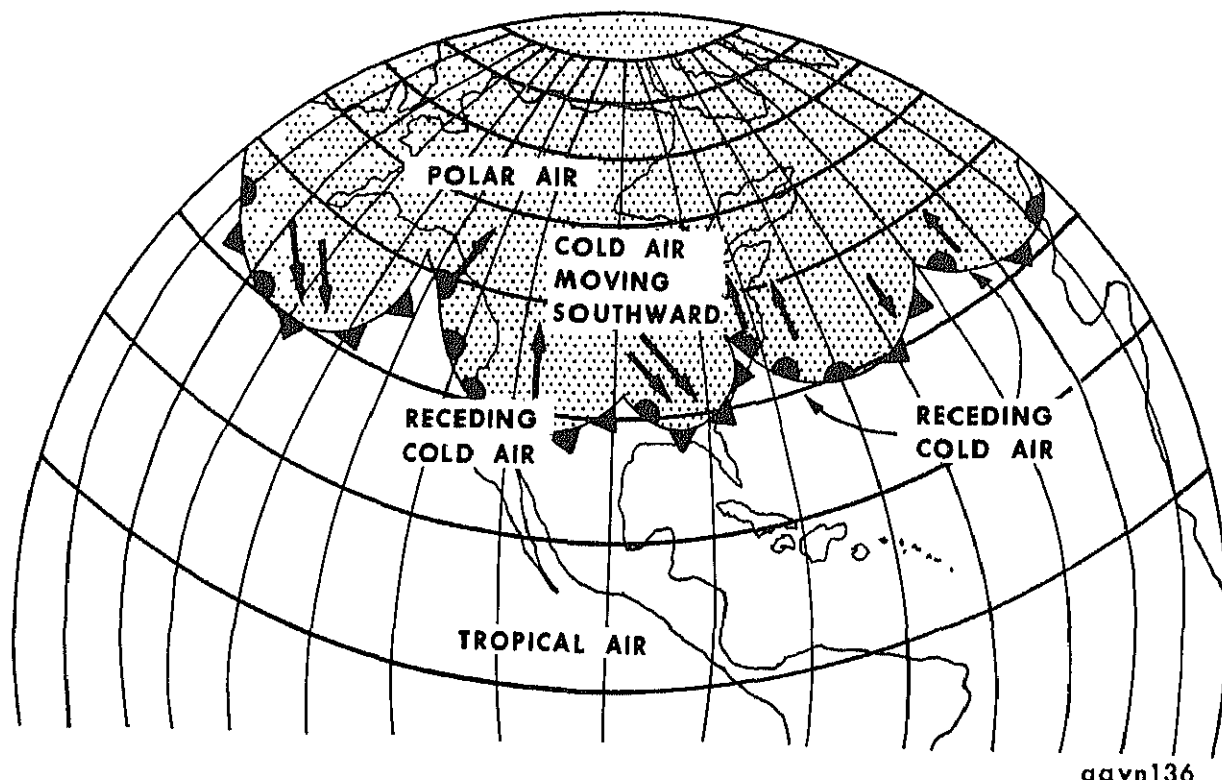 POLAR AIR
COLD AIR
MOVING
SOUTHWARD
RECEDING
COLD AIR
RECEDING
COLD AIR
TROPICAL AIR
agvn136